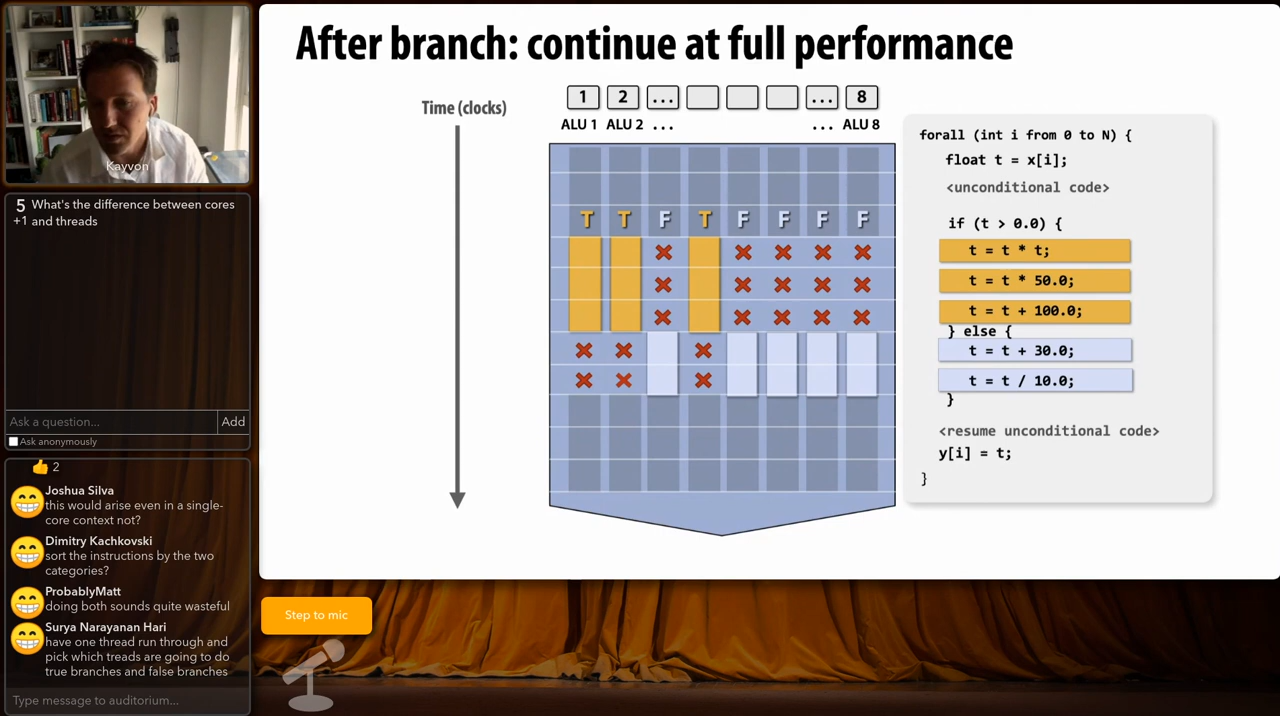 After branch: continue at full performance
Kayvon
5 What's the difference between cores
+1 and threads
Ask a question...
Add
Ask anonymously
2
Joshua Silva
this would arise even in a single-
core context not?
Dimitry Kachkovski
sort the instructions by the two
categories?
ProbablyMatt
doing both sounds quite wasteful
Surya Narayanan Hari
have one thread run through and
pick which treads are going to do
true branches and false branches
Type message to auditorium...
Time (clocks)
1 2 ... ... 8
ALU 1 ALU 2 ... ... ALU 8
T T F T F F F F
forall (int i from 0 to N) {
float t = x[i];
<unconditional code>
if (t > 0.0) {
t = t * t;
t = t * 50.0;
t = t + 100.0;
} else {
t = t + 30.0;
t = t / 10.0;
}
<resume unconditional code>
y[i] = t;
}
Step to mic